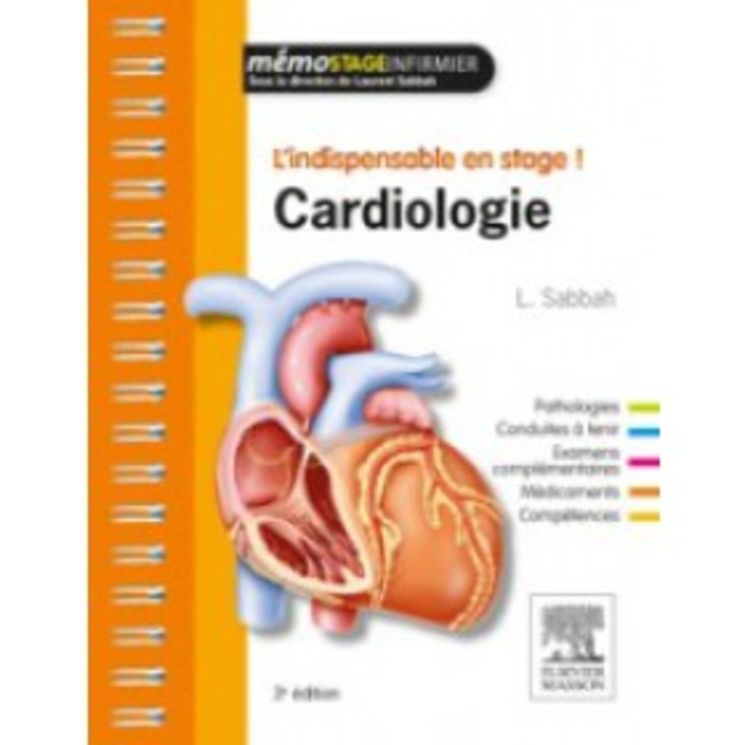 mémoSTAGEINFIRMIER
Sous la direction de Laurent Sabbah
L'indispensable en stage !
Cardiologie
L. Sabbah
Pathologies
Conduites à tenir
Examens
complémentaires
Médicaments
Compétences
ELSEVIER
MASSON
édition